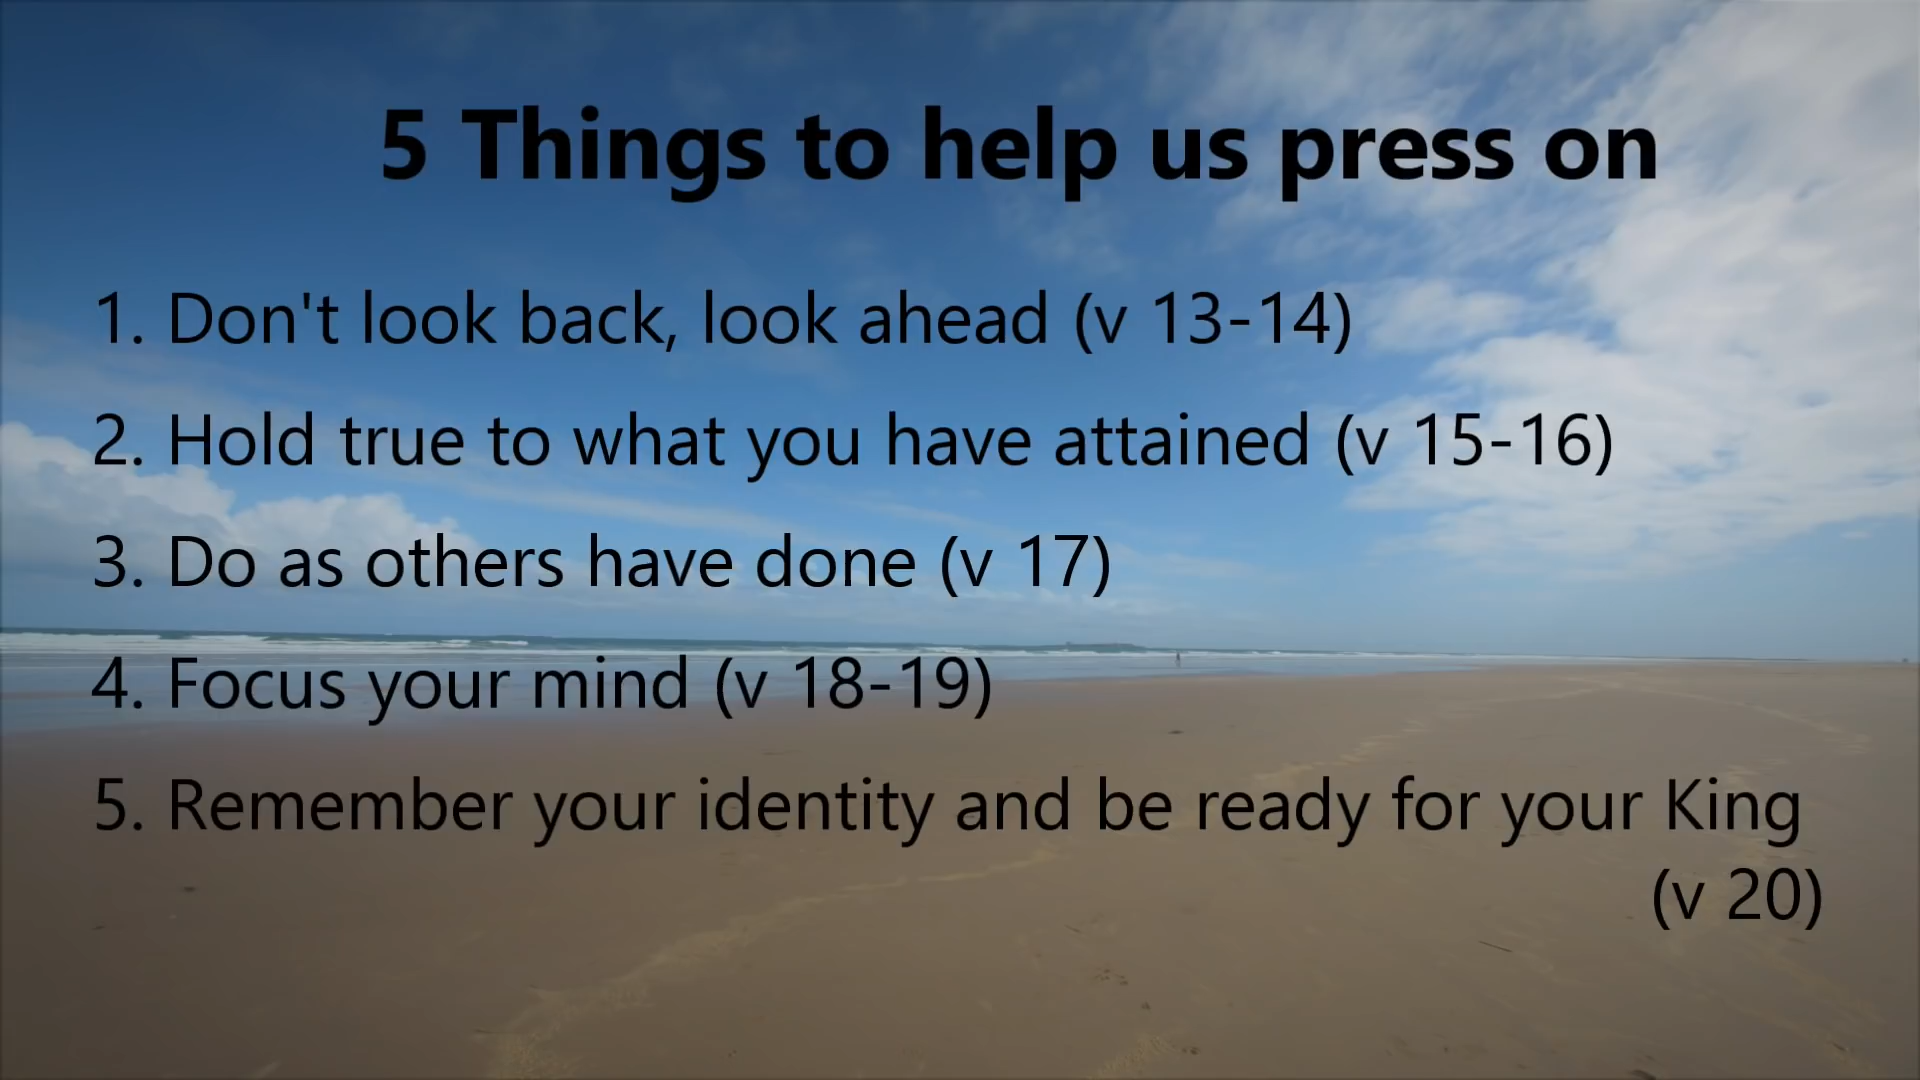 5 Things to help us press on
1. Don't look back, look ahead (v 13-14)
2. Hold true to what you have attained (v 15-16)
3. Do as others have done (v 17)
4. Focus your mind (v 18-19)
5. Remember your identity and be ready for your King
(v 20)